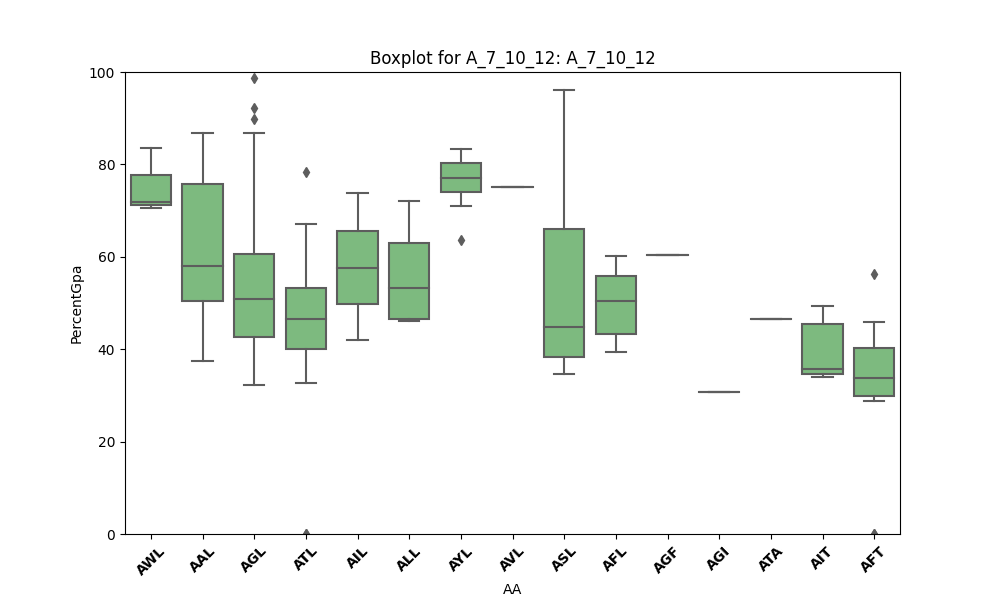 Boxplot for A_7_10_12: A_7_10_12
100
80
60
40
20
0
PercentGpa
AWL AAL AGL ATL AIL ALL AYL AVL ASL AFL AGF AGI ATA AIT AFT
AA